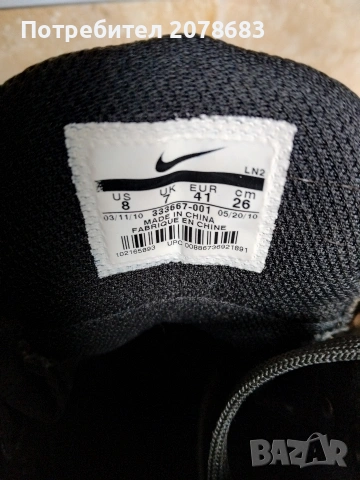 Потребител 2078683
LN2
US UK EUR cm
8 7 41 26
03/11/10 333667-001 05/20/10
MADE IN CHINA
FABRIQUE EN CHINE
102165893 UPC 00886736921891
BAZAR